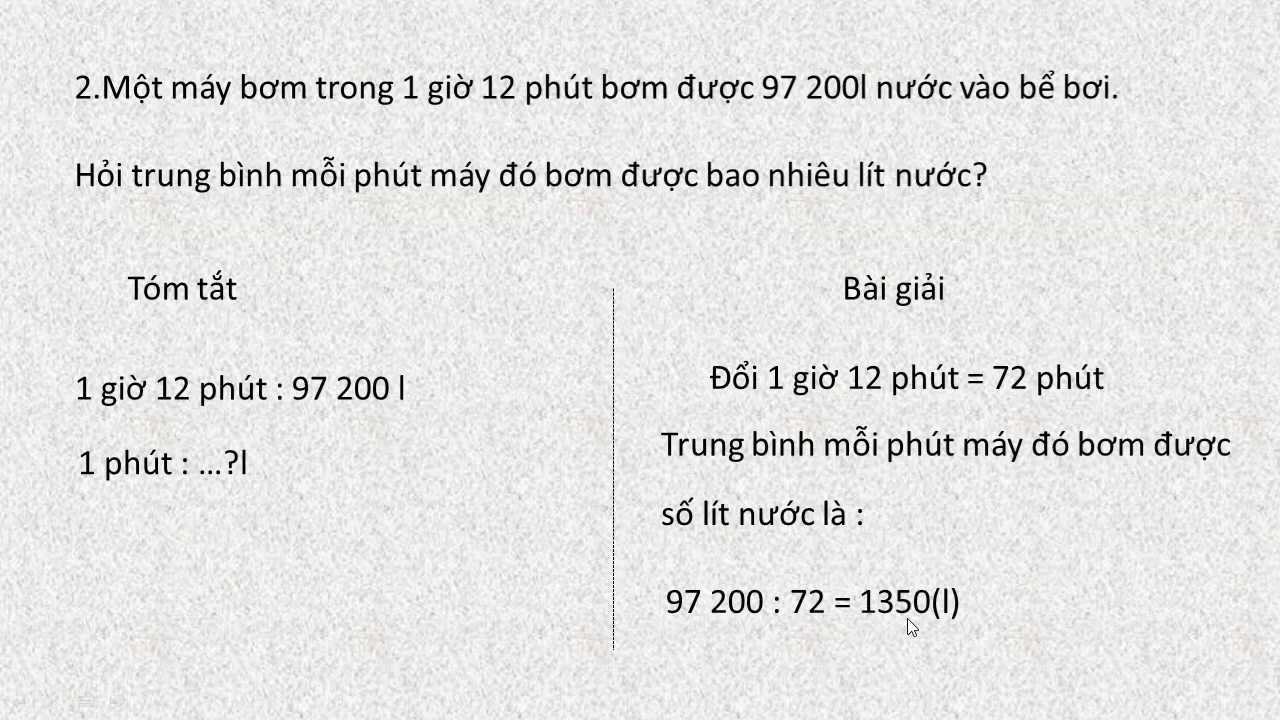 2.Một máy bơm trong 1 giờ 12 phút bơm được 97 200l nước vào bể bơi.
Hỏi trung bình mỗi phút máy đó bơm được bao nhiêu lít nước?
Tóm tắt
1 giờ 12 phút : 97 200 l
1 phút : ...?l
Bài giải
Đổi 1 giờ 12 phút = 72 phút
Trung bình mỗi phút máy đó bơm được
số lít nước là :
97 200 : 72 = 1350(l)